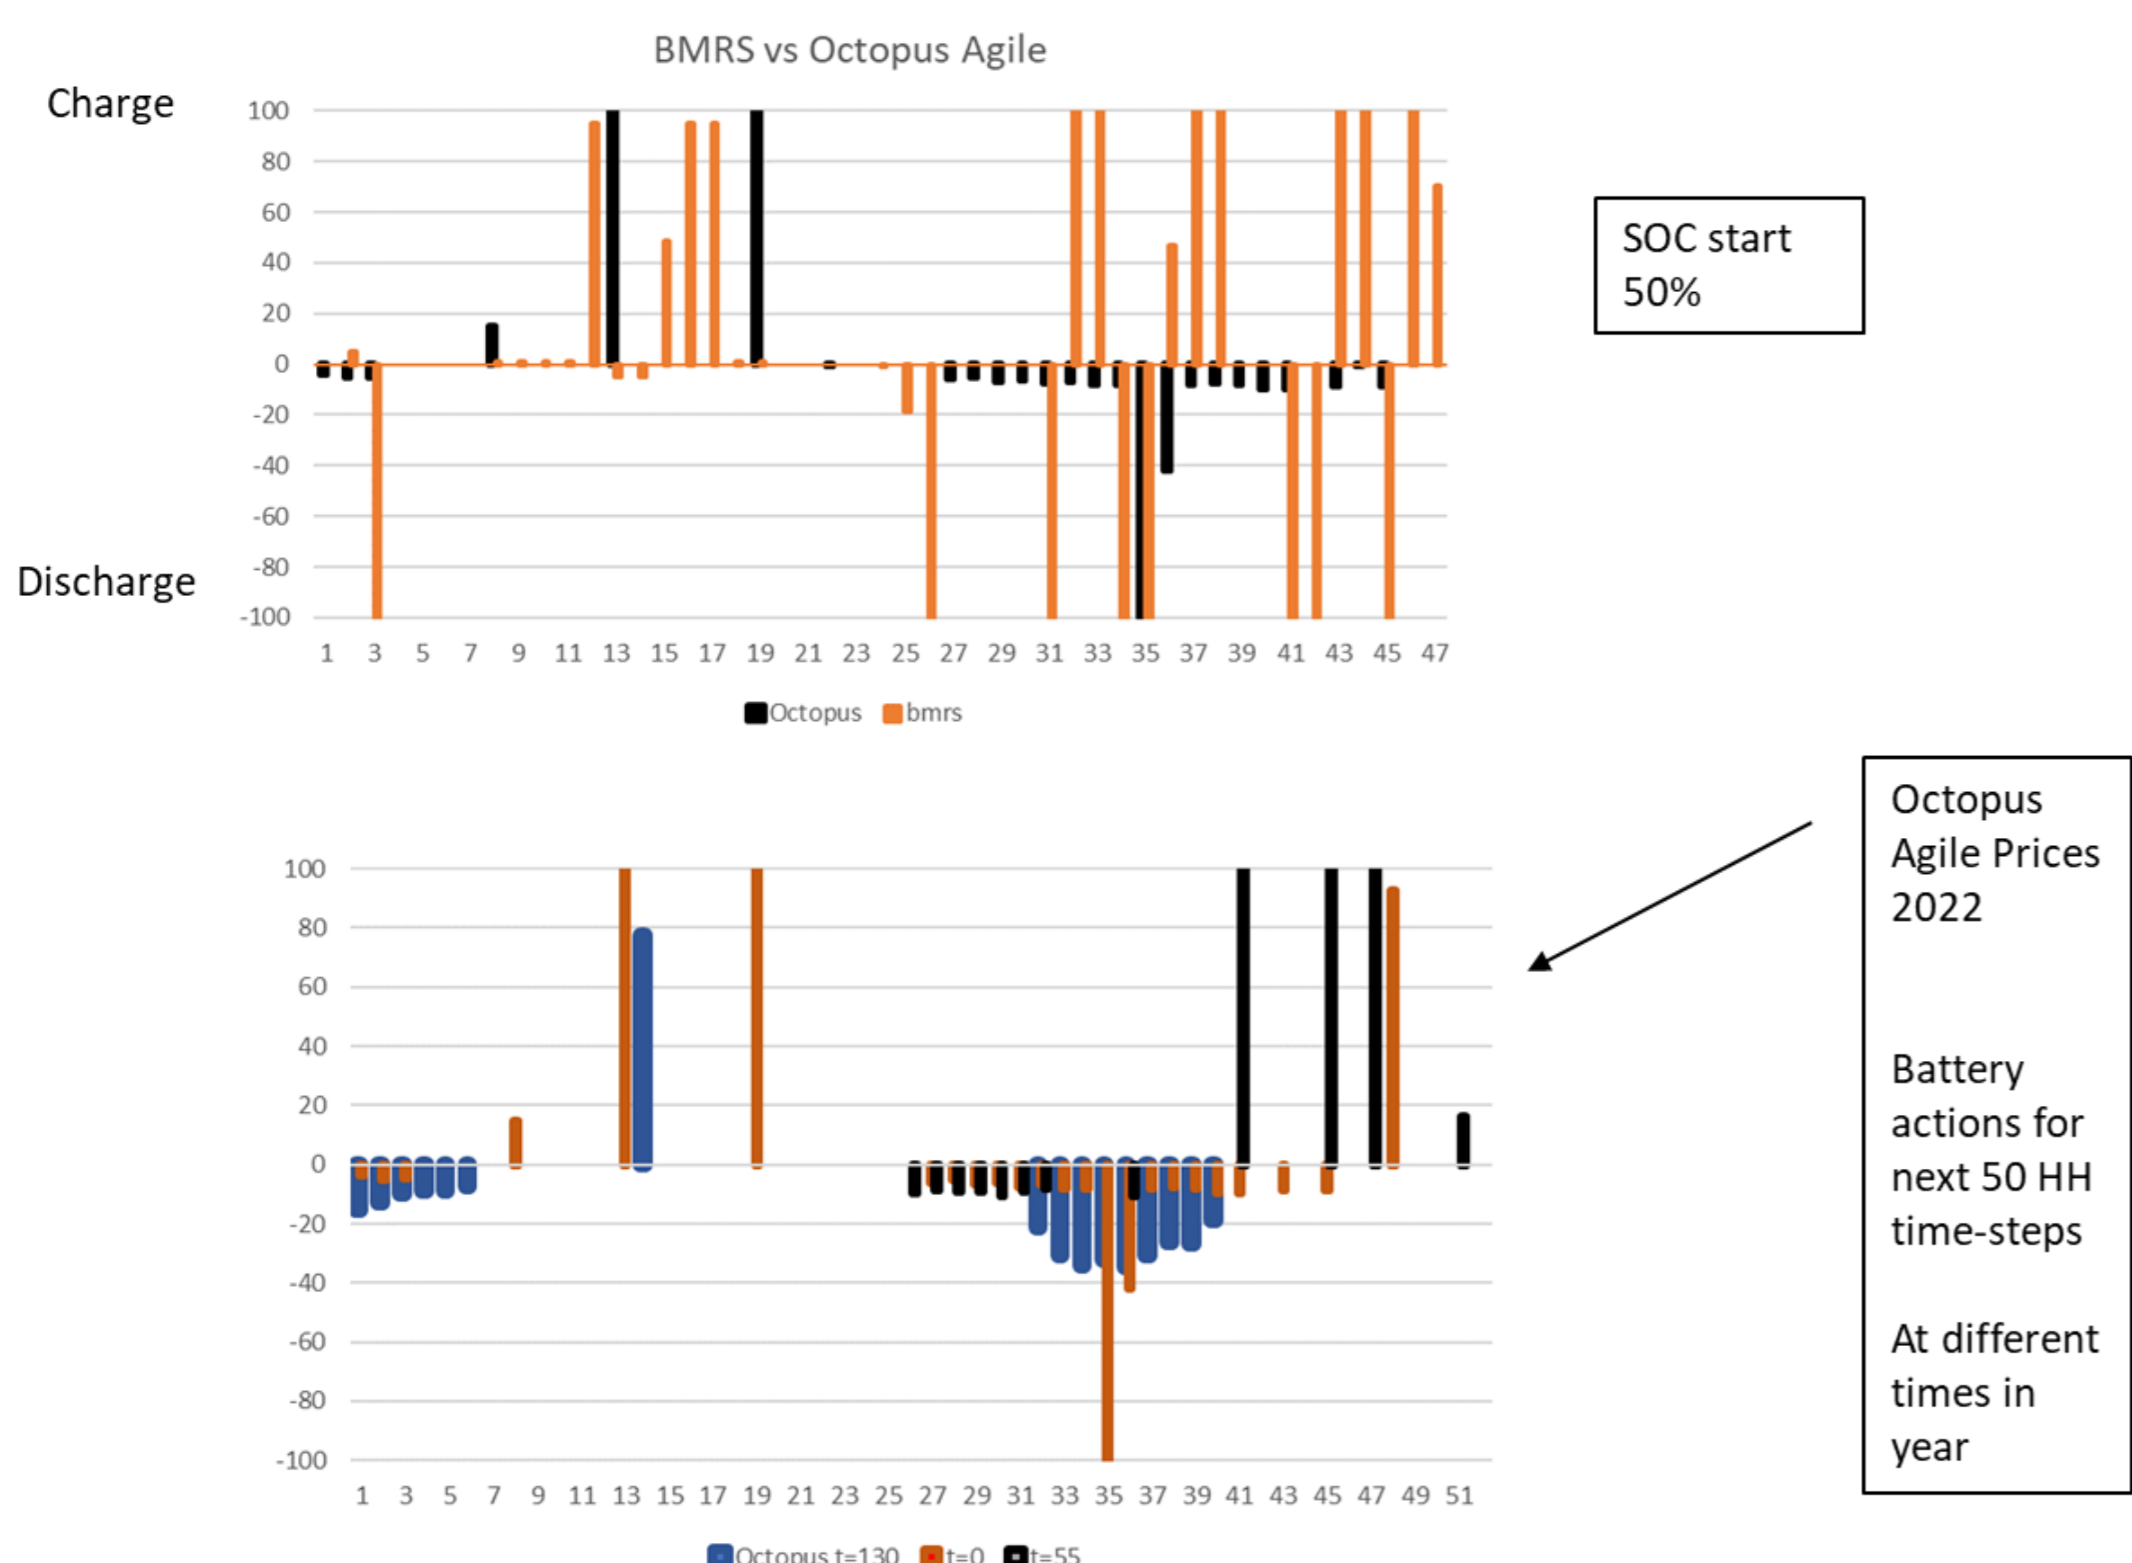 BMRS vs Octopus Agile
Charge
100
80
60
40
20
0
-20
-40
-60
-80
-100
Discharge
1 3 5 7 9 11 13 15 17 19 21 23 25 27 29 31 33 35 37 39 41 43 45 47
Octopus bmrs
SOC start
50%
100
80
60
40
20
0
-20
-40
-60
-80
-100
1 3 5 7 9 11 13 15 17 19 21 23 25 27 29 31 33 35 37 39 41 43 45 47 49 51
Octopus t=130 t=0 t=55
Octopus
Agile Prices
2022
Battery
actions for
next 50 HH
time-steps
At different
times in
year